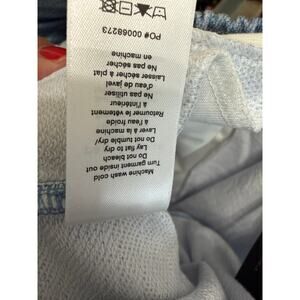 Machine wash cold
Turn garment inside out
Do not bleach
Lay flat to dry/
Do not tumble dry/
Laver à la machine
à l'eau froide
Retourner le vêtement
à l'intérieur
Ne pas utiliser
d'eau de javel
Laisser sécher à plat
Ne pas sécher
en machine
PO# 00068273